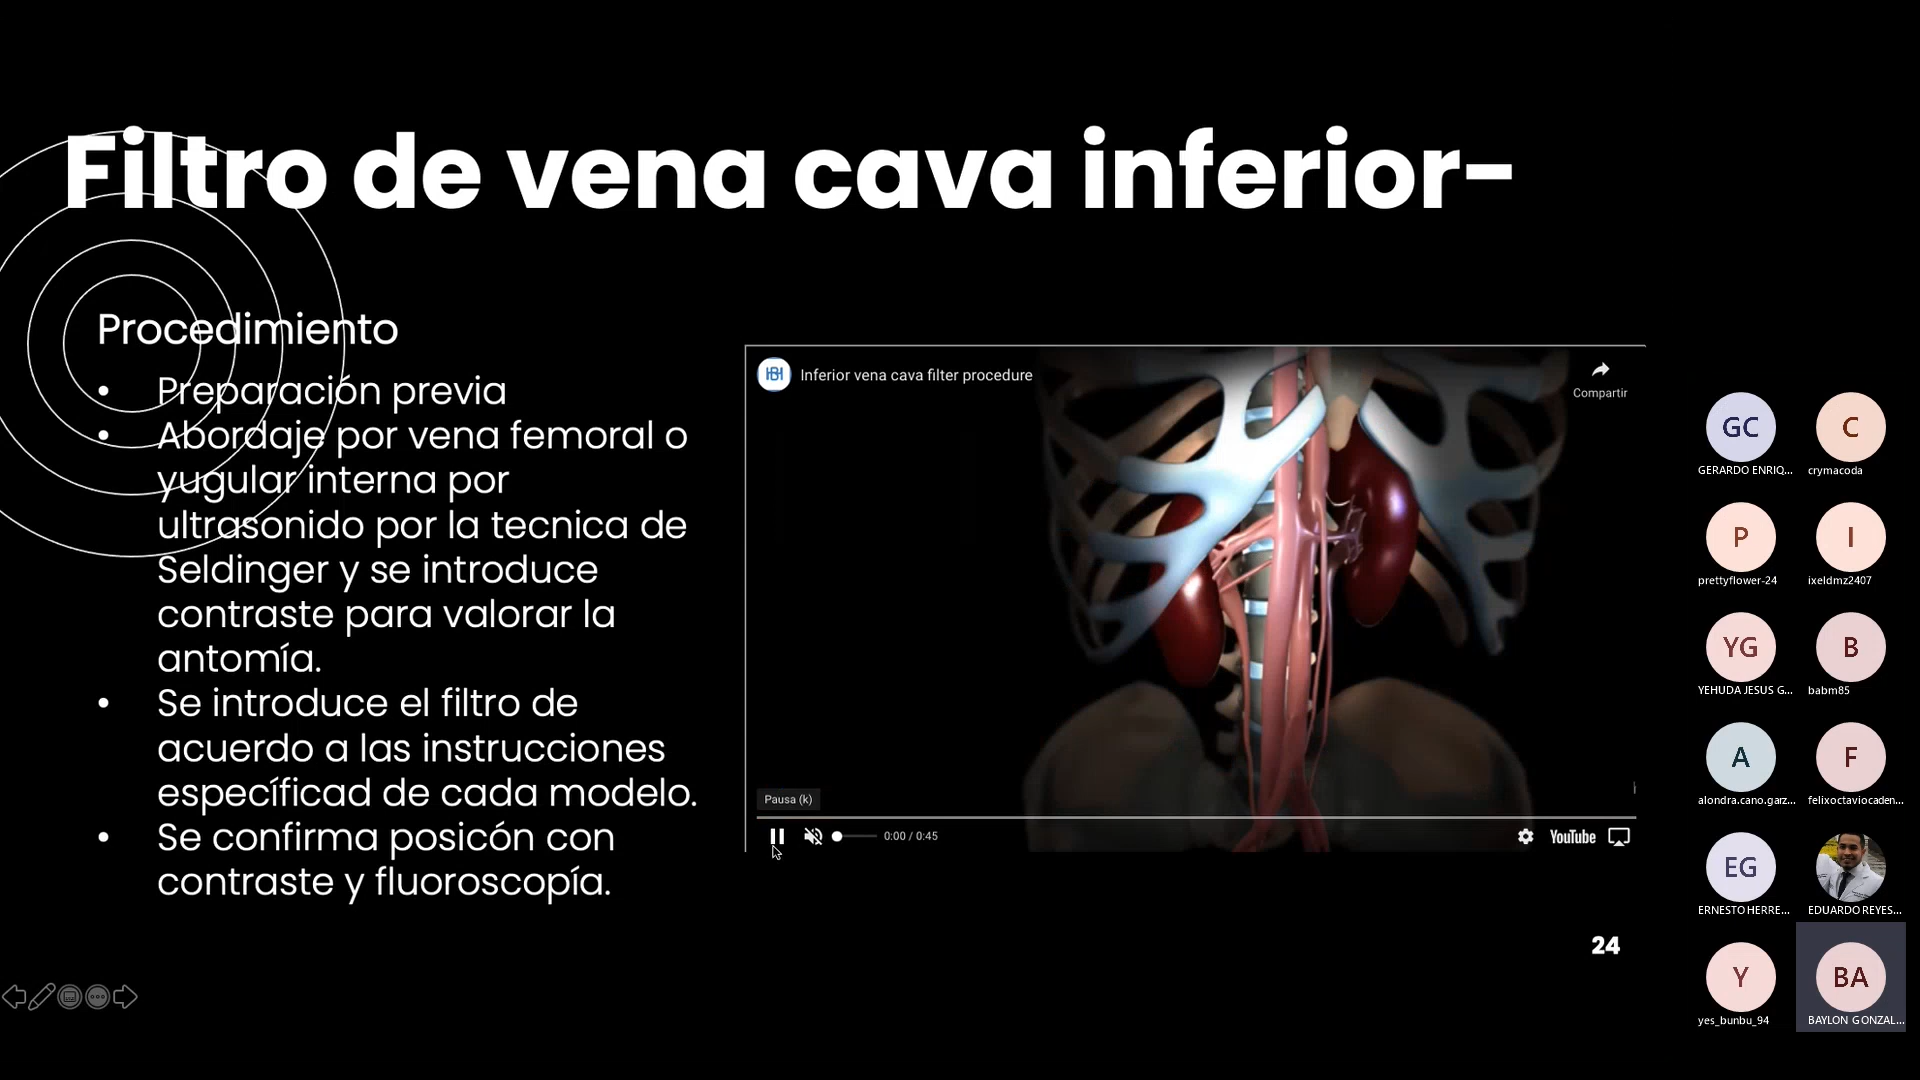 Filtro de vena cava inferior-
Procedimiento
• Preparación previa
• Abordaje por vena femoral o
yugular interna por
ultrasonido por la tecnica de
Seldinger y se introduce
contraste para valorar la
antomía.
• Se introduce el filtro de
acuerdo a las instrucciones
específicad de cada modelo.
• Se confirma posicón con
contraste y fluoroscopía.
Inferior vena cava filter procedure
Compartir
Pausa (k)
0:00 / 0:45
YouTube
24
GC
GERARDO ENRIQ...
C
crymacoda
P
prettyflower-24
I
ixeldmz2407
YG
YEHUDA JESUS G...
B
babm85
A
alondra.cano.garz...
F
felixoctaviocaden...
EG
ERNESTO HERRE...
EDUARDO REYES...
Y
yes_bunbu_94
BA
BAYLON GONZAL...